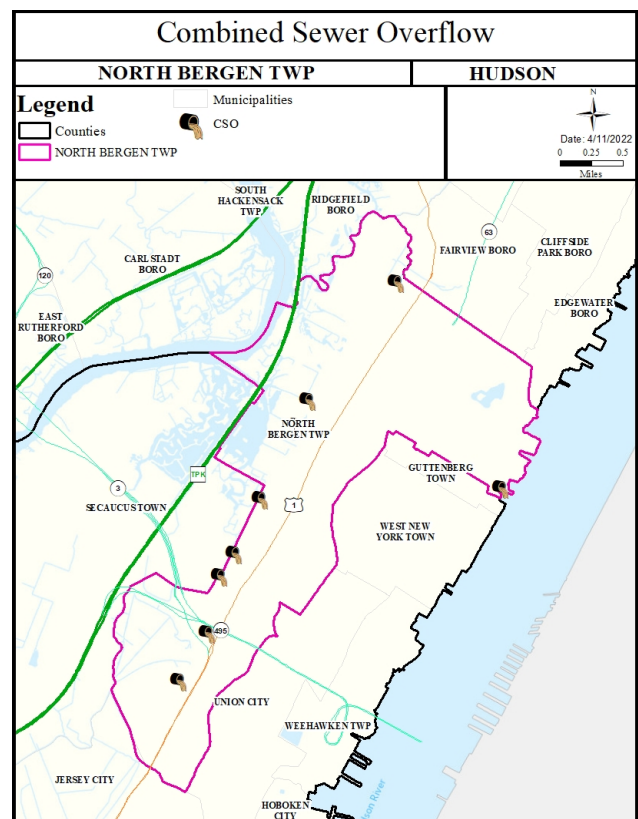 Combined Sewer Overflow
NORTH BERGEN TWP
HUDSON
Legend
Municipalities
CSO
Counties
NORTH BERGEN TWP
N
Date: 4/11/2022
0 0.25 0.5
Miles
SOUTH
HACKENSACK
TWP
RIDGEFIELD
BORO
63
FAIRVIEW BORO
CLIFFSIDE
PARK BORO
CARLSTADT
BORO
120
EDGEWATER
BORO
EAST
RUTHERFORD
BORO
NORTH
BERGEN TWP
GUTTENBERG
TOWN
TPK
3
SECAUCUS TOWN
1
WEST NEW
YORK TOWN
495
UNION CITY
WEEHAWKEN TWP
JERSEY CITY
HOBOKEN
CITY
River